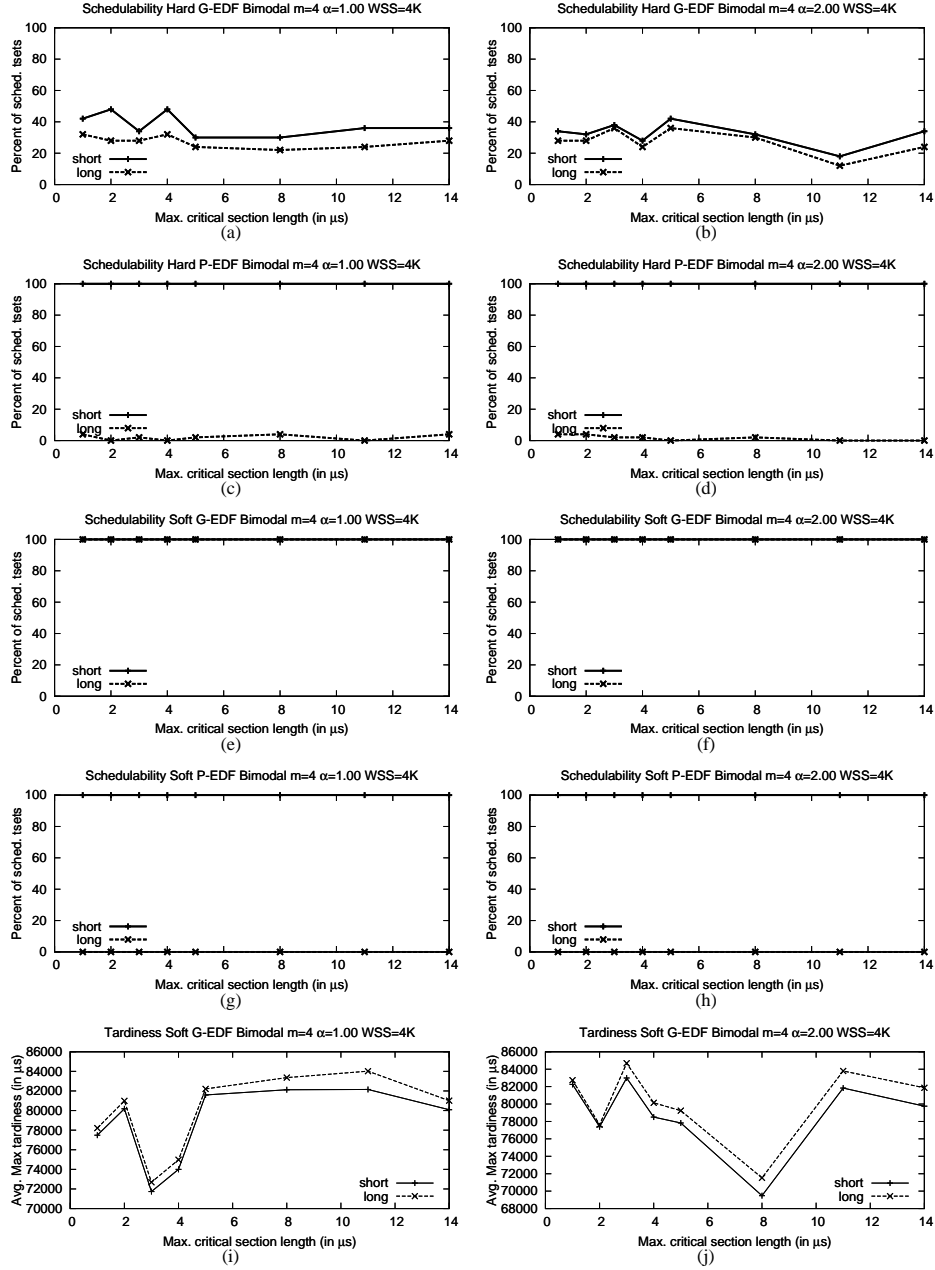 Schedulability Hard G-EDF Bimodal m=4 α=1.00 WSS=4K
Percent of sched. tsets
100
80
60
40
20
0
short
long
0 2 4 6 8 10 12 14
Max. critical section length (in μs)
(a)
Schedulability Hard G-EDF Bimodal m=4 α=2.00 WSS=4K
Percent of sched. tsets
100
80
60
40
20
0
short
long
0 2 4 6 8 10 12 14
Max. critical section length (in μs)
(b)
Schedulability Hard P-EDF Bimodal m=4 α=1.00 WSS=4K
Percent of sched. tsets
100
80
60
40
20
0
short
long
0 2 4 6 8 10 12 14
Max. critical section length (in μs)
(c)
Schedulability Hard P-EDF Bimodal m=4 α=2.00 WSS=4K
Percent of sched. tsets
100
80
60
40
20
0
short
long
0 2 4 6 8 10 12 14
Max. critical section length (in μs)
(d)
Schedulability Soft G-EDF Bimodal m=4 α=1.00 WSS=4K
Percent of sched. tsets
100
80
60
40
20
0
short
long
0 2 4 6 8 10 12 14
Max. critical section length (in μs)
(e)
Schedulability Soft G-EDF Bimodal m=4 α=2.00 WSS=4K
Percent of sched. tsets
100
80
60
40
20
0
short
long
0 2 4 6 8 10 12 14
Max. critical section length (in μs)
(f)
Schedulability Soft P-EDF Bimodal m=4 α=1.00 WSS=4K
Percent of sched. tsets
100
80
60
40
20
0
short
long
0 2 4 6 8 10 12 14
Max. critical section length (in μs)
(g)
Schedulability Soft P-EDF Bimodal m=4 α=2.00 WSS=4K
Percent of sched. tsets
100
80
60
40
20
0
short
long
0 2 4 6 8 10 12 14
Max. critical section length (in μs)
(h)
Tardiness Soft G-EDF Bimodal m=4 α=1.00 WSS=4K
Avg. Max tardiness (in μs)
86000
84000
82000
80000
78000
76000
74000
72000
70000
short
long
0 2 4 6 8 10 12 14
Max. critical section length (in μs)
(i)
Tardiness Soft G-EDF Bimodal m=4 α=2.00 WSS=4K
Avg. Max tardiness (in μs)
86000
84000
82000
80000
78000
76000
74000
72000
70000
68000
short
long
0 2 4 6 8 10 12 14
Max. critical section length (in μs)
(j)